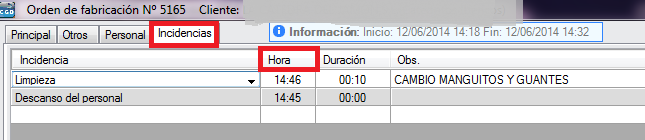 CGD Orden de fabricación Nº 5165 Cliente:
Principal Otros Personal Incidencias Información: Inicio: 12/06/2014 14:18 Fin: 12/06/2014 14:32
Incidencia Hora Duración Obs.
Limpieza 14:46 00:10 CAMBIO MANGUITOS Y GUANTES
Descanso del personal 14:45 00:00